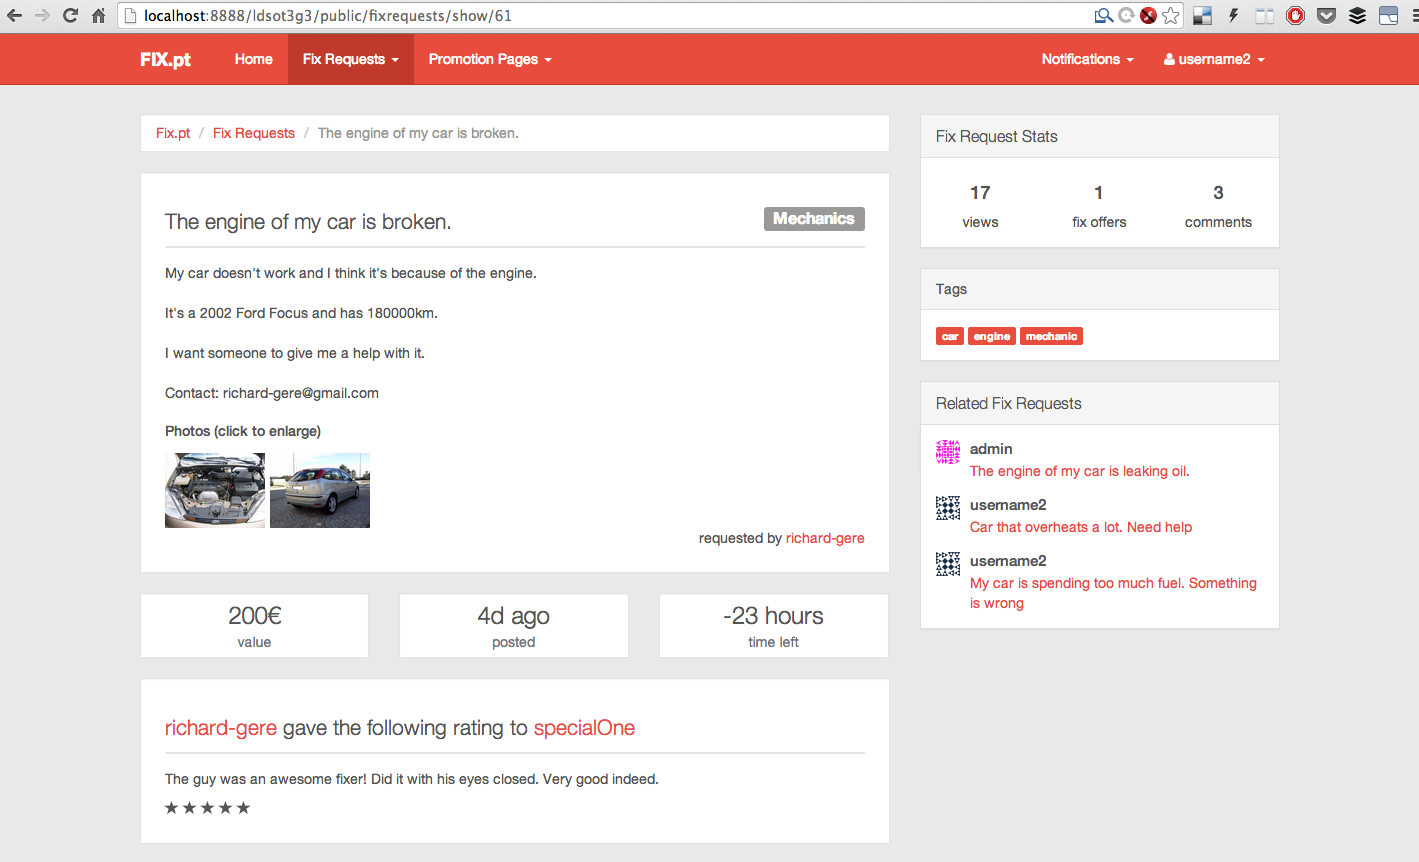 localhost:8888/ldsot3g3/public/fixrequests/show/61
FIX.pt Home Fix Requests Promotion Pages Notifications username2
Fix.pt / Fix Requests / The engine of my car is broken.
The engine of my car is broken.
Mechanics
My car doesn't work and I think it's because of the engine.
It's a 2002 Ford Focus and has 180000km.
I want someone to give me a help with it.
Contact: richard-gere@gmail.com
Photos (click to enlarge)
requested by richard-gere
200€
value
4d ago
posted
-23 hours
time left
richard-gere gave the following rating to specialOne
The guy was an awesome fixer! Did it with his eyes closed. Very good indeed.
★★★★★
Fix Request Stats
17 1 3
views fix offers comments
Tags
car engine mechanic
Related Fix Requests
admin
The engine of my car is leaking oil.
username2
Car that overheats a lot. Need help
username2
My car is spending too much fuel. Something
is wrong